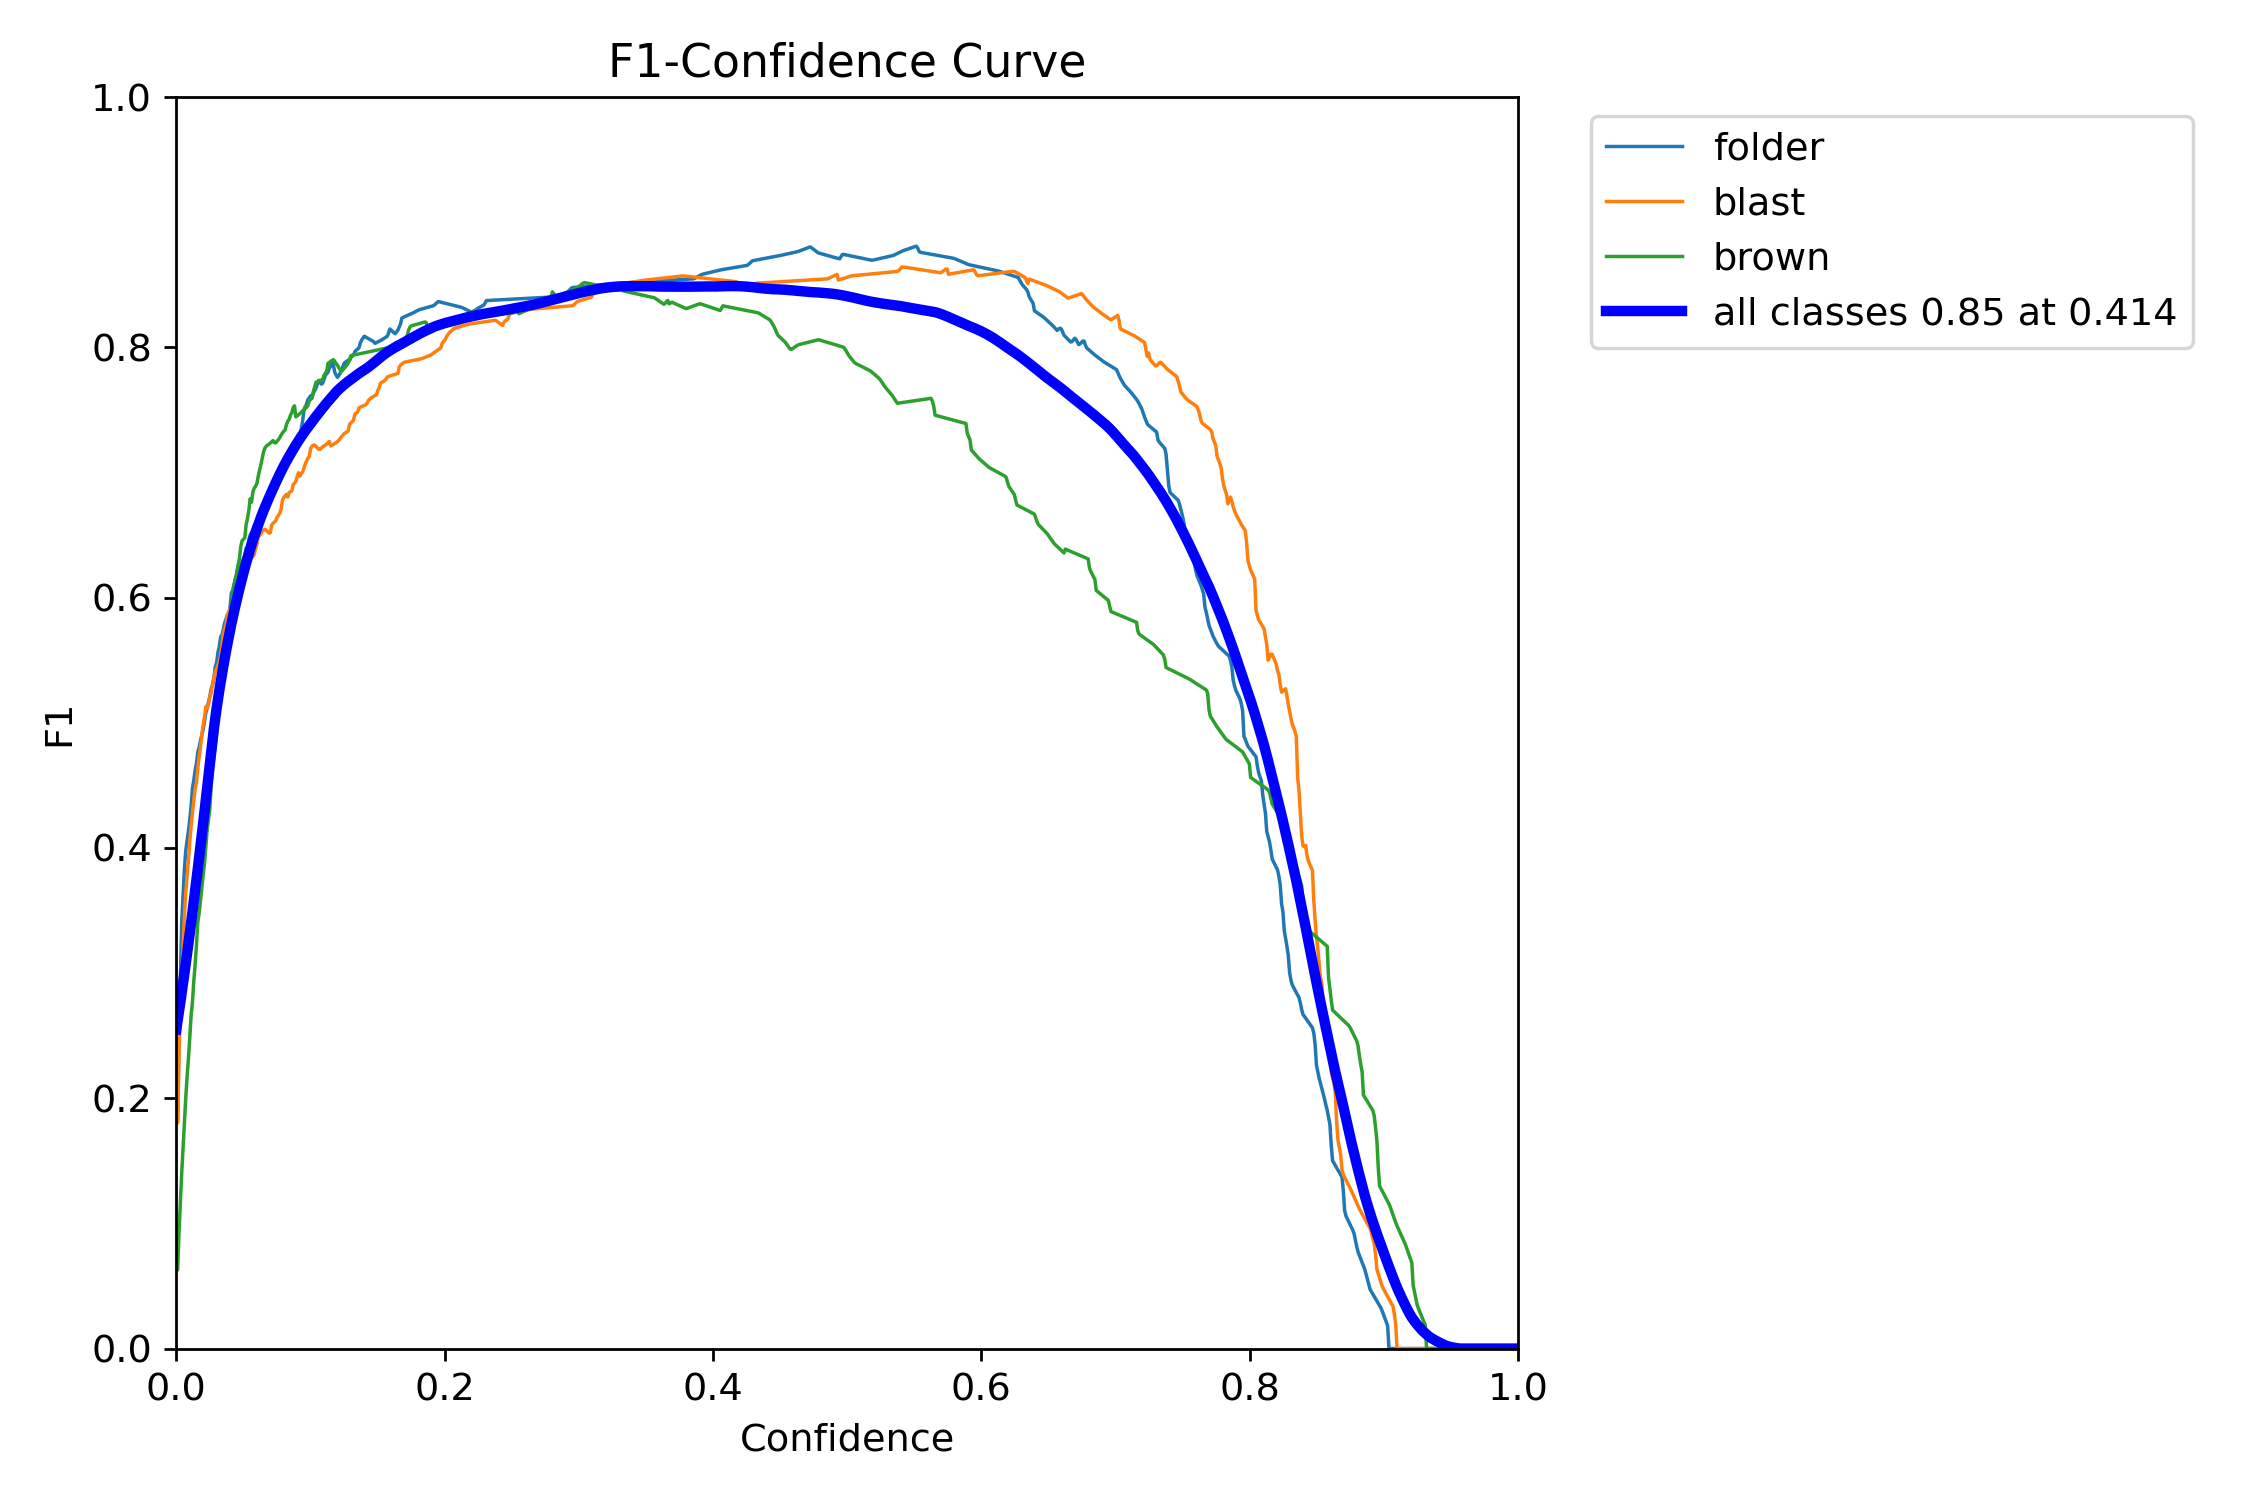 F1-Confidence Curve
1.0
0.8
0.6
0.4
0.2
0.0
F1
0.0 0.2 0.4 0.6 0.8 1.0
Confidence
folder
blast
brown
all classes 0.85 at 0.414